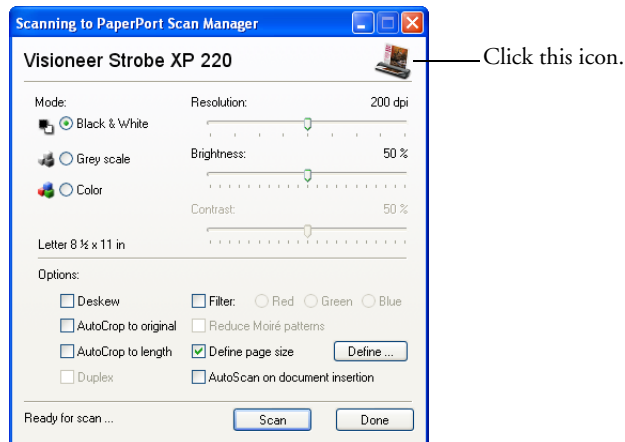 Scanning to PaperPort Scan Manager
Visioneer Strobe XP 220
Click this icon.
Mode:
Black & White
Grey scale
Color
Letter 8 ½ x 11 in
Resolution: 200 dpi
Brightness: 50 %
Contrast: 50 %
Options:
Deskew
Filter: Red Green Blue
AutoCrop to original
Reduce Moiré patterns
AutoCrop to length
Define page size
Define ...
Duplex
AutoScan on document insertion
Ready for scan ...
Scan
Done